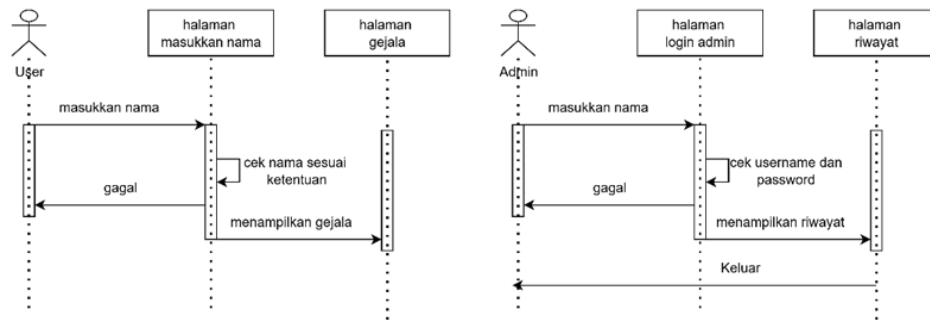 halaman
masukkan nama
halaman
gejala
User
masukkan nama
cek nama sesuai
ketentuan
gagal
menampilkan gejala
halaman
login admin
halaman
riwayat
Admin
masukkan nama
cek username dan
password
gagal
menampilkan riwayat
Keluar